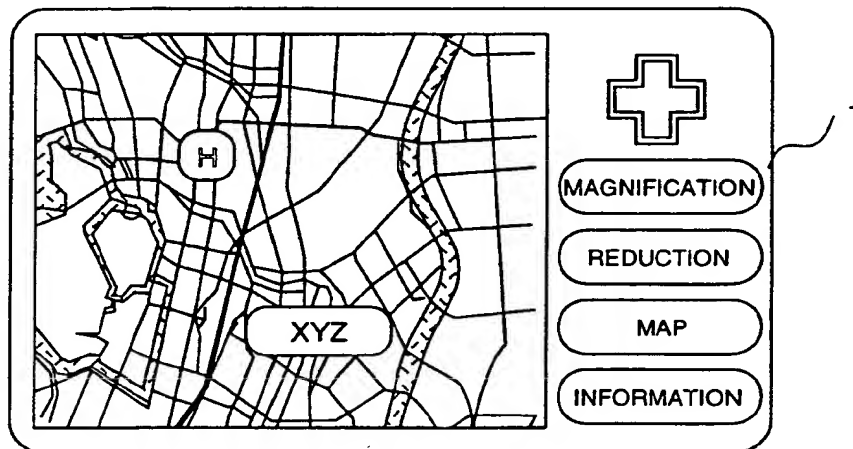 H
XYZ
MAGNIFICATION
REDUCTION
MAP
INFORMATION